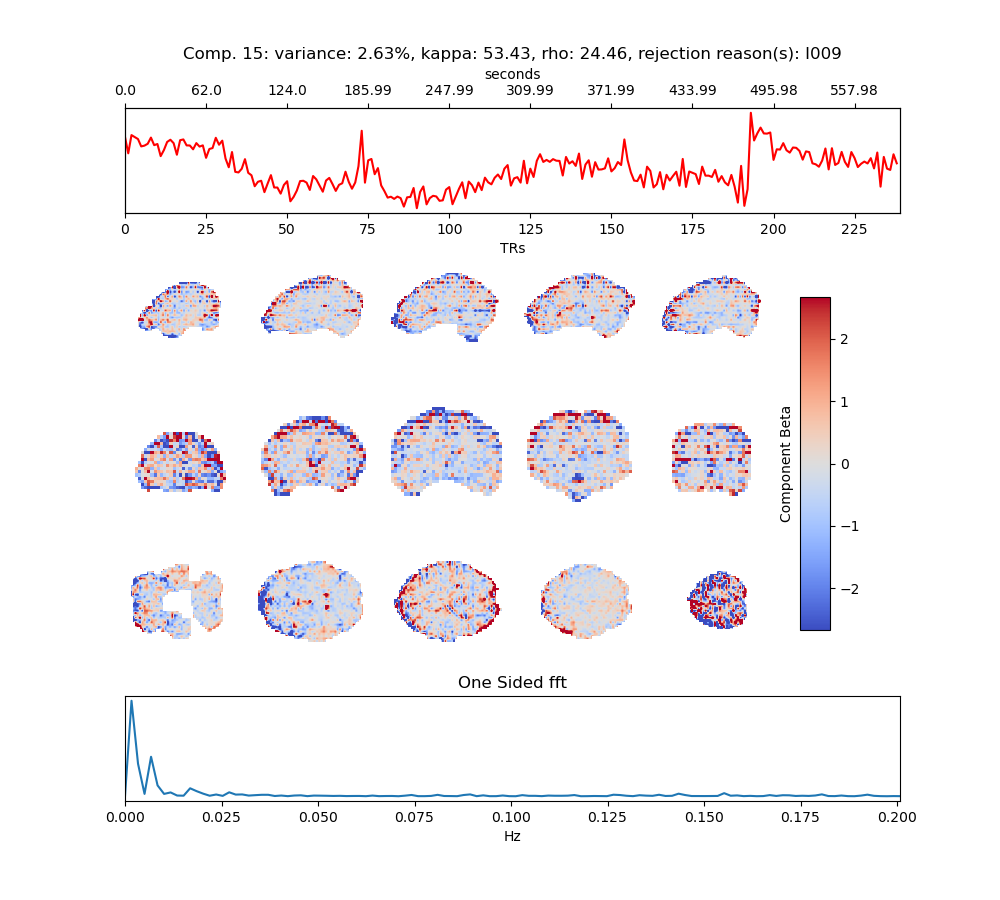 Comp. 15: variance: 2.63%, kappa: 53.43, rho: 24.46, rejection reason(s): I009
seconds
0.0 62.0 124.0 185.99 247.99 309.99 371.99 433.99 495.98 557.98
0 25 50 75 100 125 150 175 200 225
TRs
Component Beta
2
1
0
−1
−2
One Sided fft
0.000 0.025 0.050 0.075 0.100 0.125 0.150 0.175 0.200
Hz